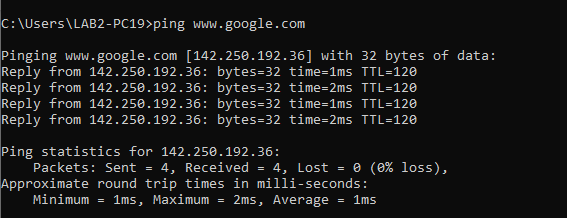 C:\Users\LAB2-PC19>ping www.google.com
Pinging www.google.com [142.250.192.36] with 32 bytes of data:
Reply from 142.250.192.36: bytes=32 time=1ms TTL=120
Reply from 142.250.192.36: bytes=32 time=2ms TTL=120
Reply from 142.250.192.36: bytes=32 time=1ms TTL=120
Reply from 142.250.192.36: bytes=32 time=2ms TTL=120
Ping statistics for 142.250.192.36:
    Packets: Sent = 4, Received = 4, Lost = 0 (0% loss),
Approximate round trip times in milli-seconds:
    Minimum = 1ms, Maximum = 2ms, Average = 1ms